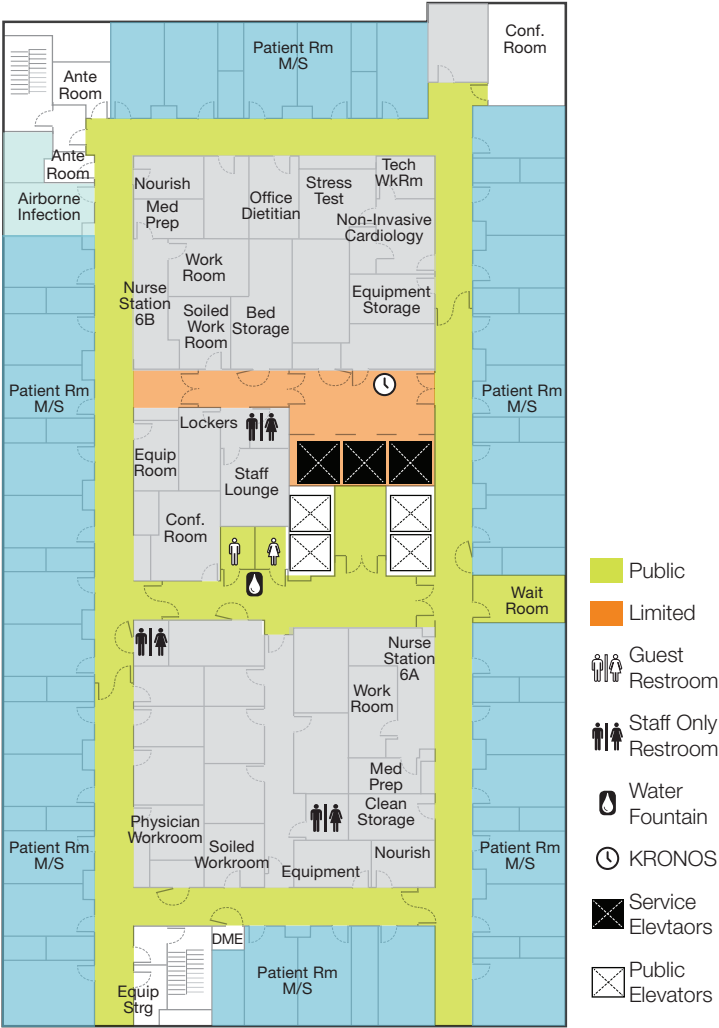 Patient Rm
M/S
Conf.
Room
Ante
Room
Ante
Room
Airborne
Infection
Nourish
Med
Prep
Office
Dietitian
Stress
Test
Tech
WkRm
Non-Invasive
Cardiology
Work
Room
Nurse
Station
6B
Soiled
Work
Room
Bed
Storage
Equipment
Storage
Patient Rm
M/S
Patient Rm
M/S
Lockers
Equip
Room
Staff
Lounge
Conf.
Room
Wait
Room
Nurse
Station
6A
Work
Room
Med
Prep
Clean
Storage
Physician
Workroom
Soiled
Workroom
Equipment
Nourish
Patient Rm
M/S
Patient Rm
M/S
DME
Equip
Strg
Patient Rm
M/S
Public
Limited
Guest
Restroom
Staff Only
Restroom
Water
Fountain
KRONOS
Service
Elevtaors
Public
Elevators